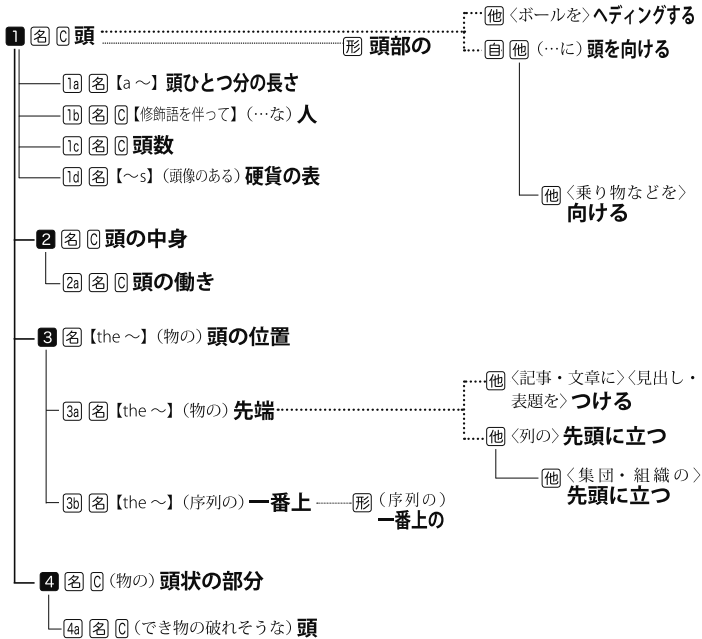 1 名 C 頭
他 〈ボールを〉ヘディングする
形 頭部の
自 他 (…に) 頭を向ける
1a 名【a ～】頭ひとつ分の長さ
1b 名 C【修飾語を伴って】(…な) 人
1c 名 C 頭数
1d 名【～s】(頭像のある) 硬貨の表
他 〈乗り物などを〉
向ける
2 名 C 頭の中身
2a 名 C 頭の働き
3 名【the ～】(物の) 頭の位置
3a 名【the ～】(物の) 先端
他 〈記事・文章に〉〈見出し・
表題を〉つける
他 〈列の〉先頭に立つ
他 〈集団・組織の〉
先頭に立つ
3b 名【the ～】(序列の) 一番上
形 (序列の)
一番上の
4 名 C (物の) 頭状の部分
4a 名 C (でき物の破れそうな) 頭